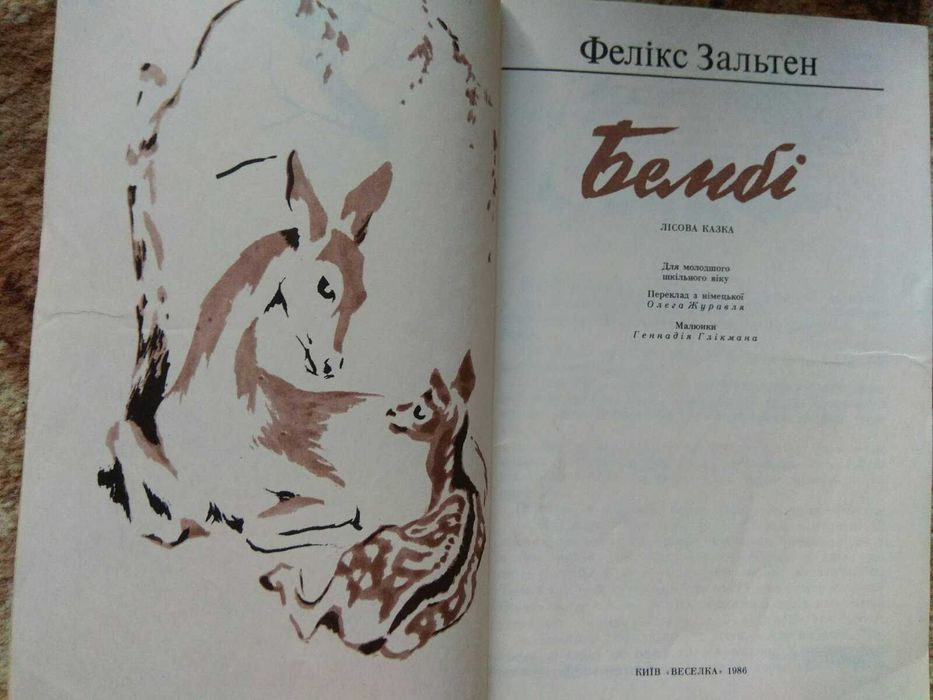 Фелікс Зальтен
Бембі
ЛІСОВА КАЗКА
Для молодшого
шкільного віку
Переклад з німецької
Олега Журавля
Малюнки
Геннадія Глікмана
КИЇВ «ВЕСЕЛКА» 1986